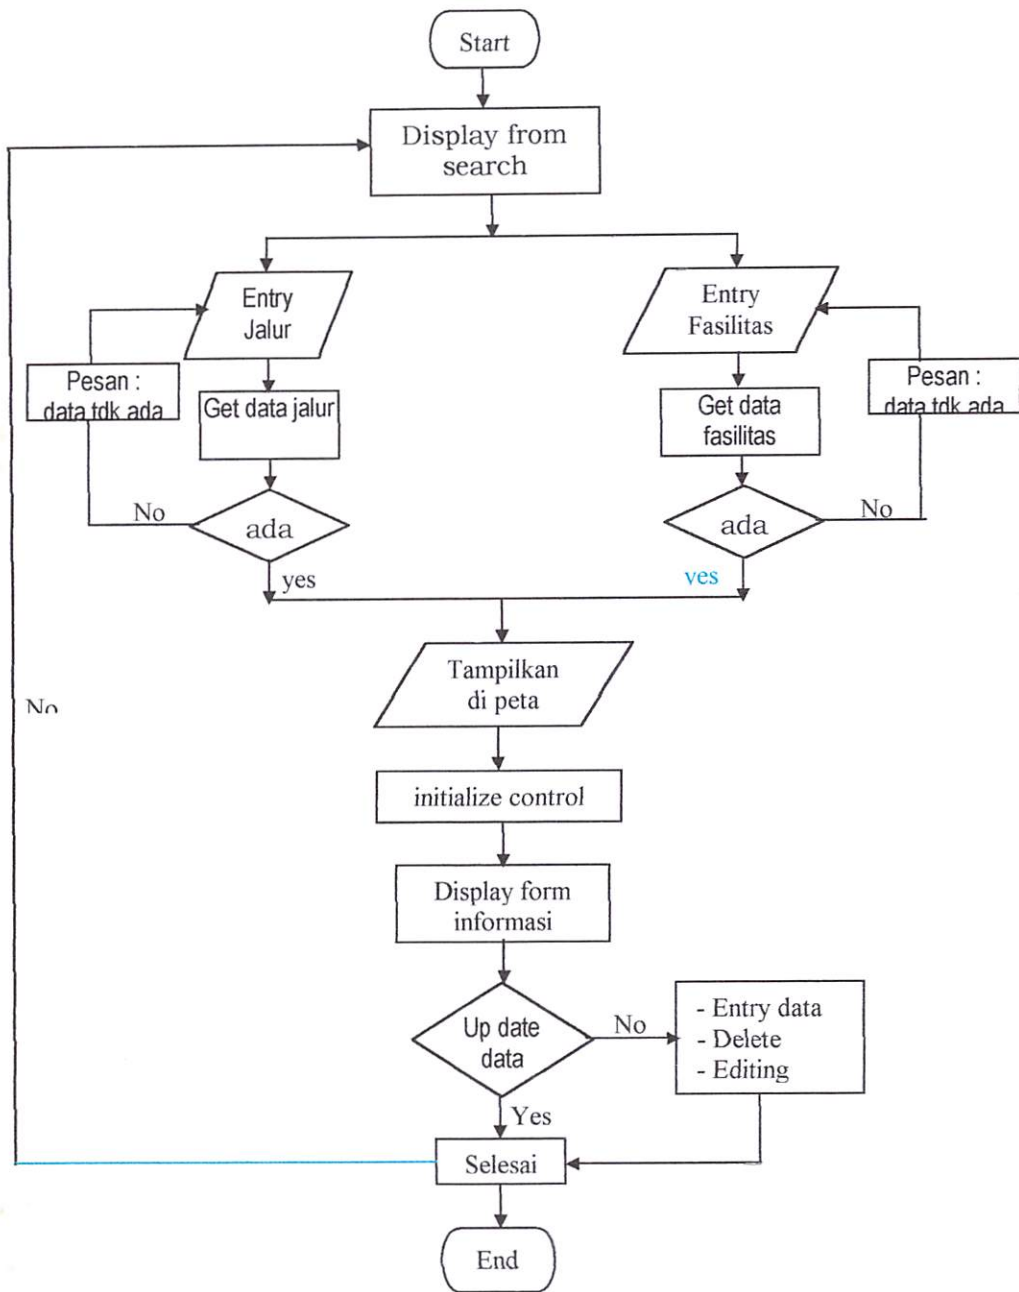 Start
Display from
search
Entry
Jalur
Entry
Fasilitas
Pesan :
data tdk ada
Get data jalur
Get data
fasilitas
Pesan :
data tdk ada
No
ada
ada
No
yes
yes
Tampilkan
di peta
No
initialize control
Display form
informasi
Up date
data
No
- Entry data
- Delete
- Editing
Yes
Selesai
End